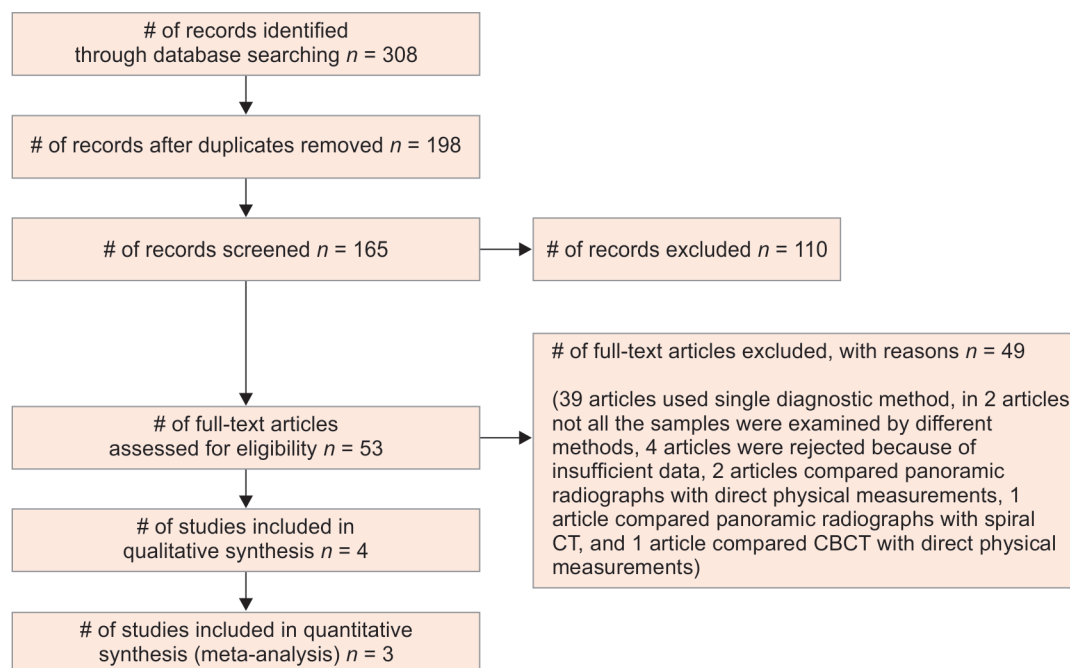 # of records identified
through database searching n = 308
# of records after duplicates removed n = 198
# of records screened n = 165
# of records excluded n = 110
# of full-text articles excluded, with reasons n = 49
(39 articles used single diagnostic method, in 2 articles
not all the samples were examined by different
methods, 4 articles were rejected because of
insufficient data, 2 articles compared panoramic
radiographs with direct physical measurements, 1
article compared panoramic radiographs with spiral
CT, and 1 article compared CBCT with direct physical
measurements)
# of full-text articles
assessed for eligibility n = 53
# of studies included in
qualitative synthesis n = 4
# of studies included in quantitative
synthesis (meta-analysis) n = 3